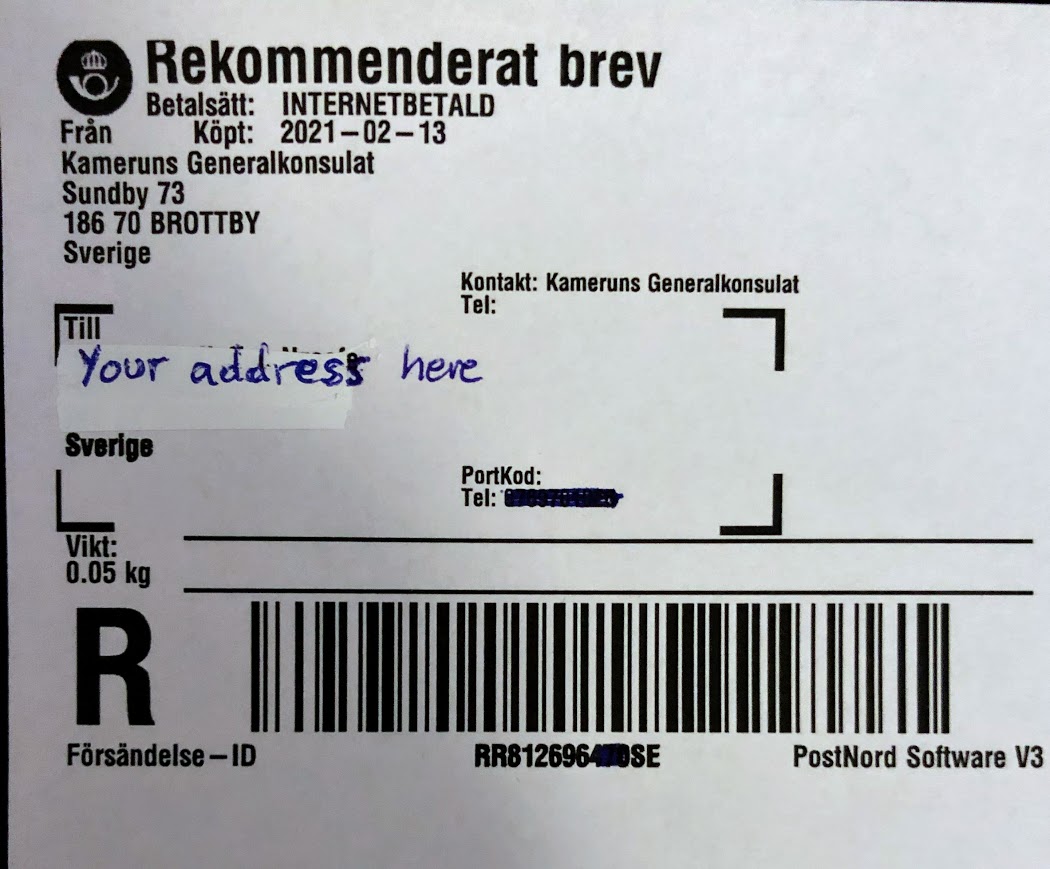 Rekommenderat brev
Betalsätt: INTERNETBETALD
Från Köpt: 2021-02-13
Kameruns Generalkonsulat
Sundby 73
186 70 BROTTBY
Sverige
Kontakt: Kameruns Generalkonsulat
Tel:
Till
Your address here
Sverige
PortKod:
Tel:
Vikt:
0.05 kg
R
Försändelse-ID PostNord Software V3